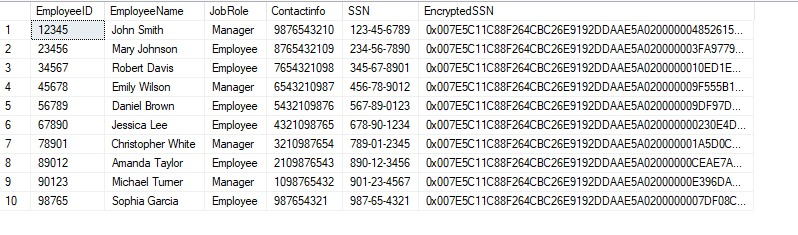 EmployeeID EmployeeName JobRole Contactinfo SSN EncryptedSSN
1 12345 John Smith Manager 9876543210 123-45-6789 0x007E5C11C88F264CBC26E9192DDAAE5A020000004852615...
2 23456 Mary Johnson Employee 8765432109 234-56-7890 0x007E5C11C88F264CBC26E9192DDAAE5A020000003FA9779...
3 34567 Robert Davis Employee 7654321098 345-67-8901 0x007E5C11C88F264CBC26E9192DDAAE5A0200000010ED1E...
4 45678 Emily Wilson Manager 6543210987 456-78-9012 0x007E5C11C88F264CBC26E9192DDAAE5A020000009F555B1...
5 56789 Daniel Brown Employee 5432109876 567-89-0123 0x007E5C11C88F264CBC26E9192DDAAE5A020000009DF97D...
6 67890 Jessica Lee Employee 4321098765 678-90-1234 0x007E5C11C88F264CBC26E9192DDAAE5A02000000230E4D...
7 78901 Christopher White Manager 3210987654 789-01-2345 0x007E5C11C88F264CBC26E9192DDAAE5A020000001A5D0C...
8 89012 Amanda Taylor Employee 2109876543 890-12-3456 0x007E5C11C88F264CBC26E9192DDAAE5A02000000CEAE7A...
9 90123 Michael Turner Manager 1098765432 901-23-4567 0x007E5C11C88F264CBC26E9192DDAAE5A02000000E396DA...
10 98765 Sophia Garcia Employee 987654321 987-65-4321 0x007E5C11C88F264CBC26E9192DDAAE5A0200000007DF08C...